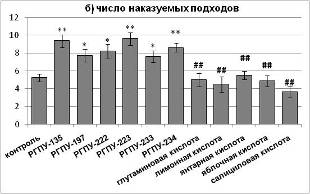 б) число наказуемых подходов
12
10
8
6
4
2
0
**
*
*
**
*
**
##
##
##
##
##
контроль
РГПУ-135
РГПУ-197
РГПУ-222
РГПУ-223
РГПУ-233
РГПУ-234
глутаминовая кислота
лимонная кислота
янтарная кислота
яблочная кислота
салициловая кислота